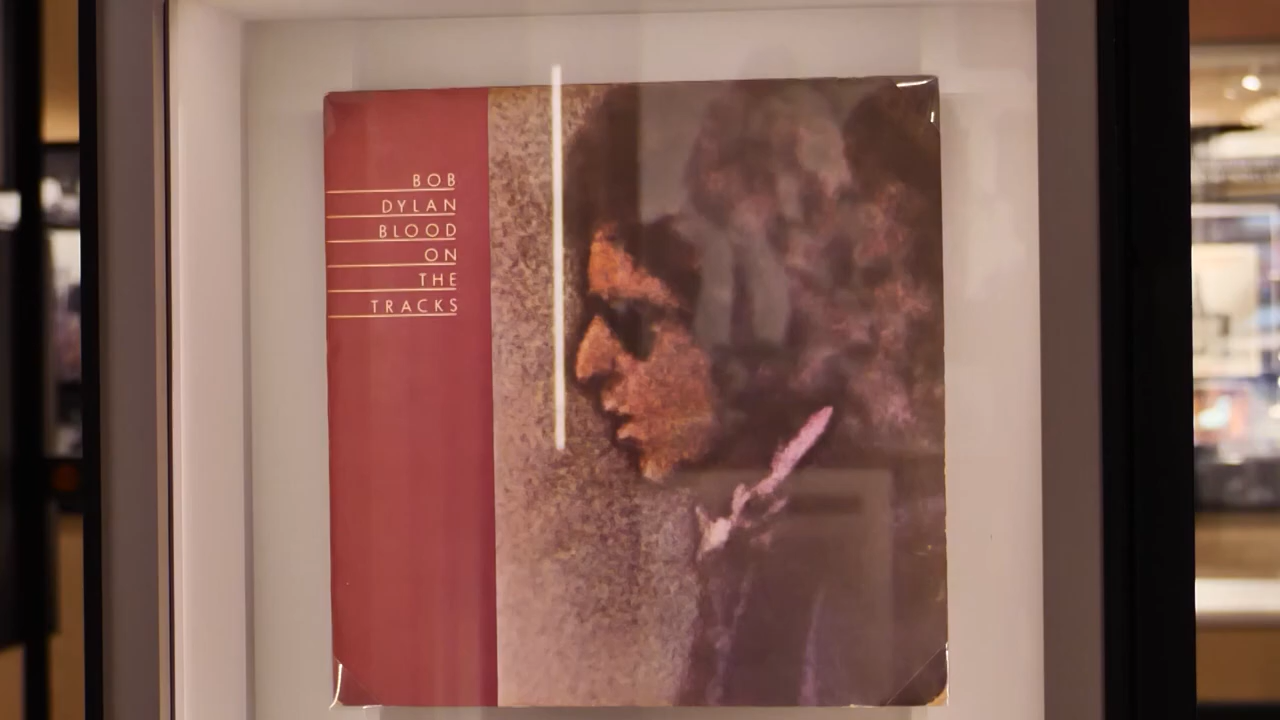 BOB
DYLAN
BLOOD
ON
THE
TRACKS